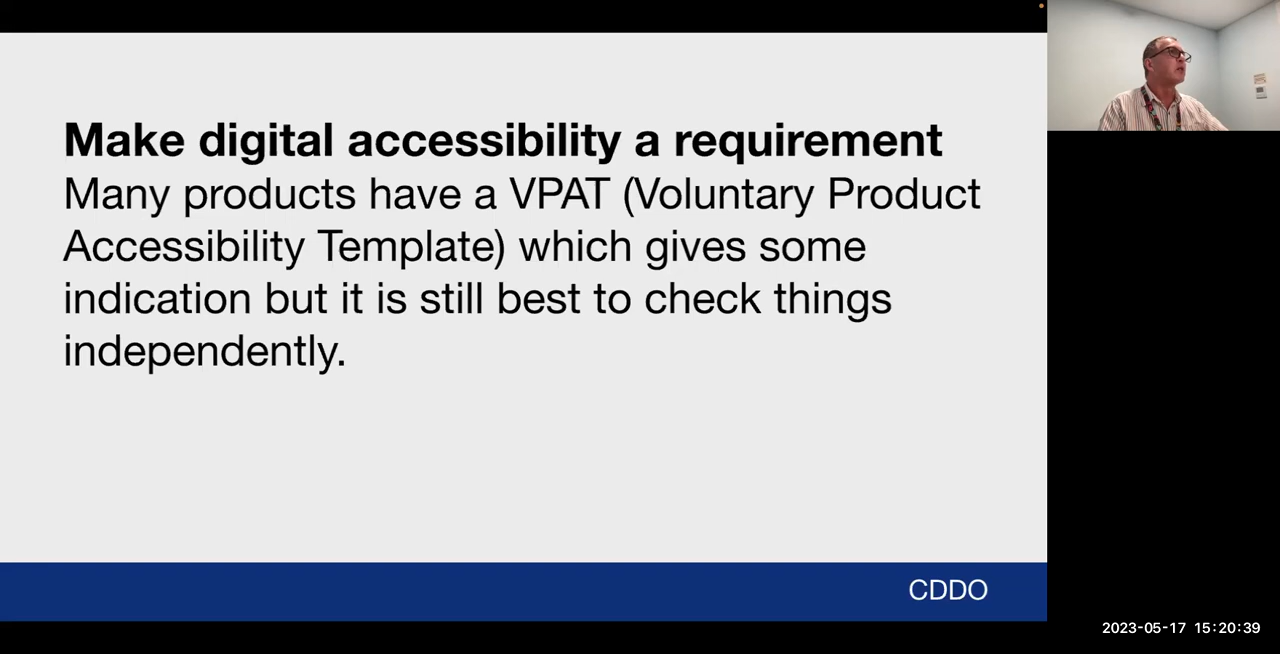 Make digital accessibility a requirement
Many products have a VPAT (Voluntary Product
Accessibility Template) which gives some
indication but it is still best to check things
independently.
CDDO
2023-05-17 15:20:39